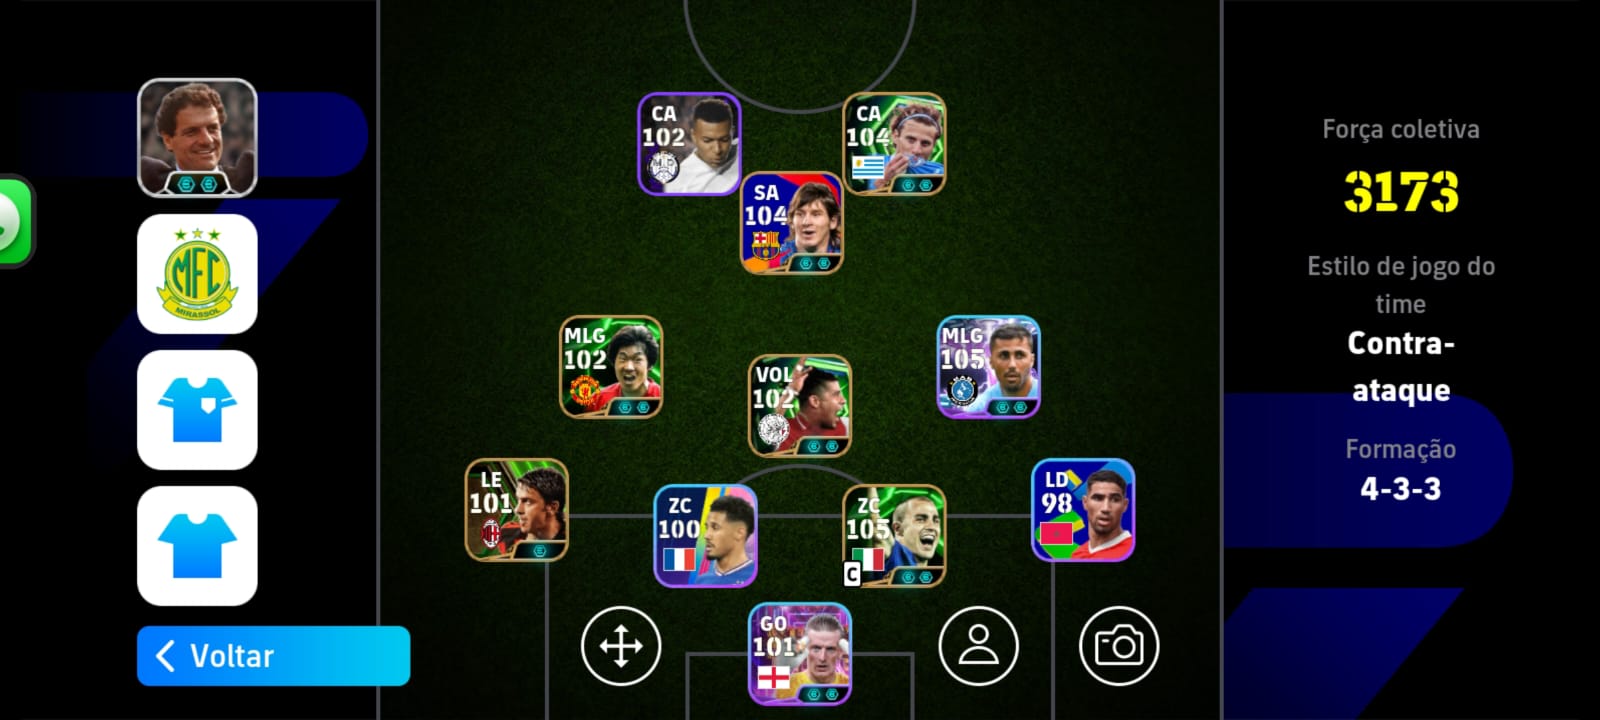 CA
102
CA
104
SA
104
MFC
MIRASSOL
MLG
102
MLG
105
VOL
102
LE
101
ZC
100
ZC
105
C
LD
98
GO
101
Voltar
Força coletiva
3173
Estilo de jogo do
time
Contra-
ataque
Formação
4-3-3